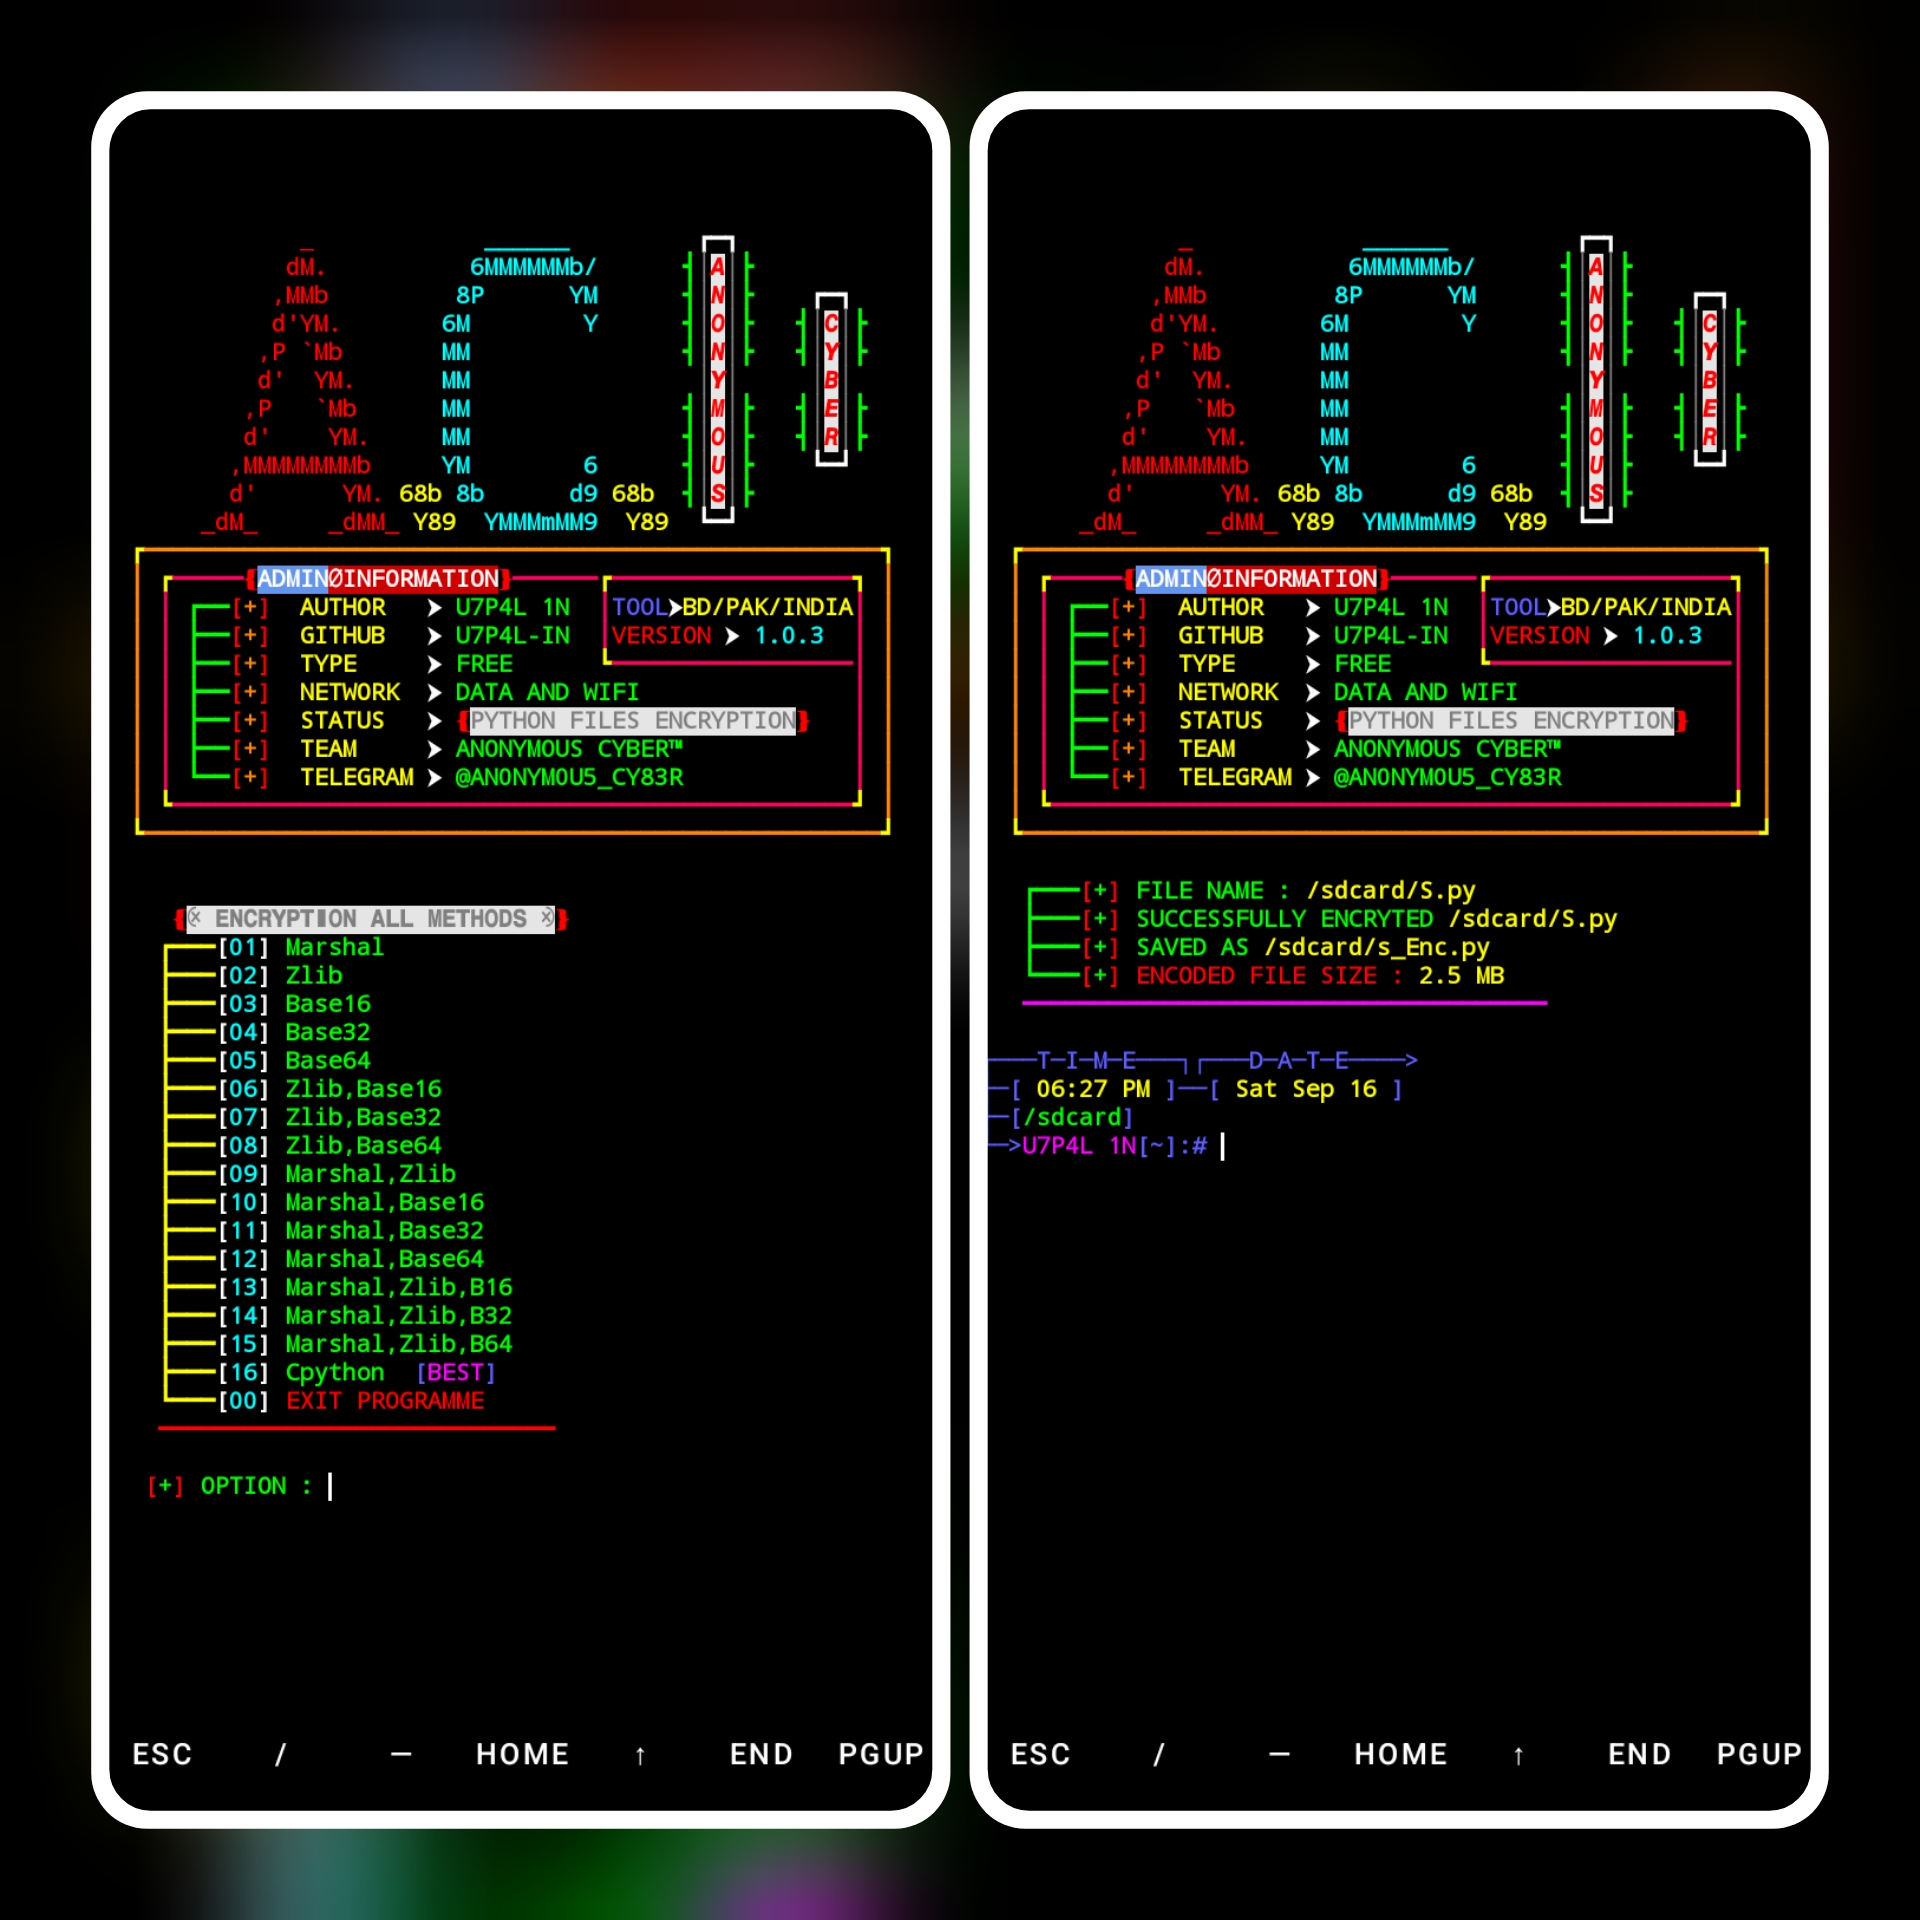 _ ______
dM. 6MMMMMMb/
,MMb 8P YM
d'YM. 6M Y
,P `Mb MM
d' YM. MM
,P `Mb MM
d' YM. MM
,MMMMMMMMb YM 6
d' YM. 68b 8b d9 68b
_dM_ _dMM_ Y89 YMMMmMM9 Y89
ANONYMOUS
CYBER
{ADMINØINFORMATION}
[+] AUTHOR ➤ U7P4L 1N
TOOL➤BD/PAK/INDIA
[+] GITHUB ➤ U7P4L-IN
VERSION ➤ 1.0.3
[+] TYPE ➤ FREE
[+] NETWORK ➤ DATA AND WIFI
[+] STATUS ➤ {PYTHON FILES ENCRYPTION}
[+] TEAM ➤ ANONYMOUS CYBER™
[+] TELEGRAM ➤ @AN0NYM0U5_CY83R
{ ENCRYPTION ALL METHODS }
[01] Marshal
[02] Zlib
[03] Base16
[04] Base32
[05] Base64
[06] Zlib,Base16
[07] Zlib,Base32
[08] Zlib,Base64
[09] Marshal,Zlib
[10] Marshal,Base16
[11] Marshal,Base32
[12] Marshal,Base64
[13] Marshal,Zlib,B16
[14] Marshal,Zlib,B32
[15] Marshal,Zlib,B64
[16] Cpython [BEST]
[00] EXIT PROGRAMME
[+] OPTION :
ESC / — HOME ↑ END PGUP
_ ______
dM. 6MMMMMMb/
,MMb 8P YM
d'YM. 6M Y
,P `Mb MM
d' YM. MM
,P `Mb MM
d' YM. MM
,MMMMMMMMb YM 6
d' YM. 68b 8b d9 68b
_dM_ _dMM_ Y89 YMMMmMM9 Y89
ANONYMOUS
CYBER
{ADMINØINFORMATION}
[+] AUTHOR ➤ U7P4L 1N
TOOL➤BD/PAK/INDIA
[+] GITHUB ➤ U7P4L-IN
VERSION ➤ 1.0.3
[+] TYPE ➤ FREE
[+] NETWORK ➤ DATA AND WIFI
[+] STATUS ➤ {PYTHON FILES ENCRYPTION}
[+] TEAM ➤ ANONYMOUS CYBER™
[+] TELEGRAM ➤ @AN0NYM0U5_CY83R
[+] FILE NAME : /sdcard/S.py
[+] SUCCESSFULLY ENCRYTED /sdcard/S.py
[+] SAVED AS /sdcard/s_Enc.py
[+] ENCODED FILE SIZE : 2.5 MB
T-I-M-E D-A-T-E
[ 06:27 PM ]—[ Sat Sep 16 ]
[/sdcard]
>U7P4L 1N[~]:#
ESC / — HOME ↑ END PGUP